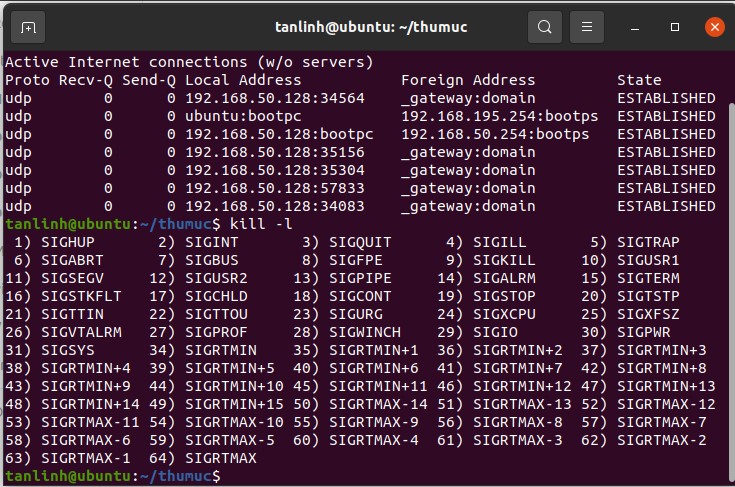 tanlinh@ubuntu: ~/thumuc
Active Internet connections (w/o servers)
Proto Recv-Q Send-Q Local Address           Foreign Address         State
udp        0      0 192.168.50.128:34564    _gateway:domain         ESTABLISHED
udp        0      0 ubuntu:bootpc           192.168.195.254:bootps  ESTABLISHED
udp        0      0 192.168.50.128:bootpc   192.168.50.254:bootps   ESTABLISHED
udp        0      0 192.168.50.128:35156    _gateway:domain         ESTABLISHED
udp        0      0 192.168.50.128:35304    _gateway:domain         ESTABLISHED
udp        0      0 192.168.50.128:57833    _gateway:domain         ESTABLISHED
udp        0      0 192.168.50.128:34083    _gateway:domain         ESTABLISHED
tanlinh@ubuntu:~/thumuc$ kill -l
 1) SIGHUP       2) SIGINT       3) SIGQUIT      4) SIGILL       5) SIGTRAP
 6) SIGABRT      7) SIGBUS       8) SIGFPE       9) SIGKILL     10) SIGUSR1
11) SIGSEGV     12) SIGUSR2     13) SIGPIPE     14) SIGALRM     15) SIGTERM
16) SIGSTKFLT   17) SIGCHLD     18) SIGCONT     19) SIGSTOP     20) SIGTSTP
21) SIGTTIN     22) SIGTTOU     23) SIGURG      24) SIGXCPU     25) SIGXFSZ
26) SIGVTALRM   27) SIGPROF     28) SIGWINCH    29) SIGIO       30) SIGPWR
31) SIGSYS      34) SIGRTMIN    35) SIGRTMIN+1  36) SIGRTMIN+2  37) SIGRTMIN+3
38) SIGRTMIN+4  39) SIGRTMIN+5  40) SIGRTMIN+6  41) SIGRTMIN+7  42) SIGRTMIN+8
43) SIGRTMIN+9  44) SIGRTMIN+10 45) SIGRTMIN+11 46) SIGRTMIN+12 47) SIGRTMIN+13
48) SIGRTMIN+14 49) SIGRTMIN+15 50) SIGRTMAX-14 51) SIGRTMAX-13 52) SIGRTMAX-12
53) SIGRTMAX-11 54) SIGRTMAX-10 55) SIGRTMAX-9  56) SIGRTMAX-8  57) SIGRTMAX-7
58) SIGRTMAX-6  59) SIGRTMAX-5  60) SIGRTMAX-4  61) SIGRTMAX-3  62) SIGRTMAX-2
63) SIGRTMAX-1  64) SIGRTMAX
tanlinh@ubuntu:~/thumuc$